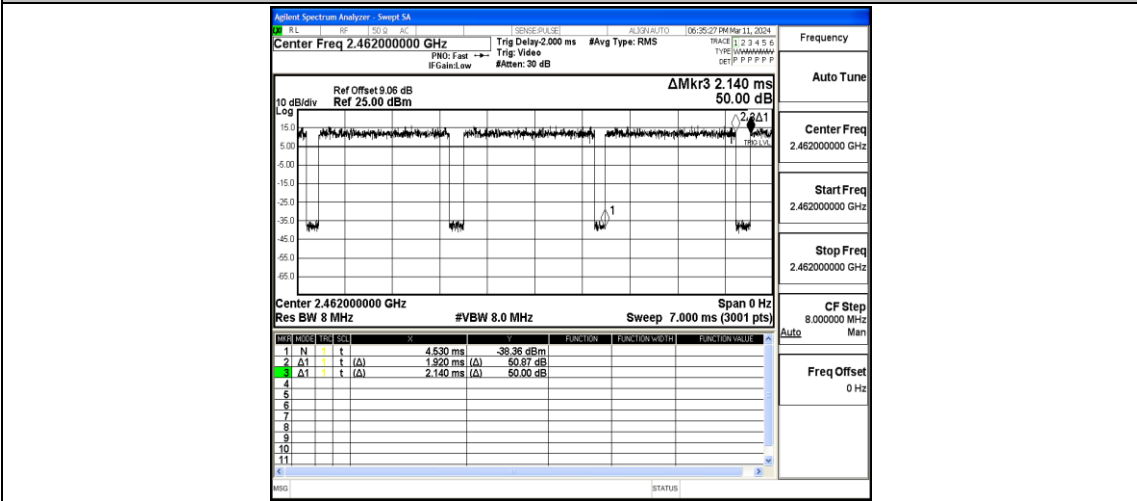 Agilent Spectrum Analyzer - Swept SA
RL RF 50 Ω AC SENSE:PULSE ALIGN AUTO 06:35:27 PM Mar 11, 2024
Center Freq 2.462000000 GHz
PNO: Fast
IFGain:Low
Trig Delay-2.000 ms
Trig: Video
#Atten: 30 dB
#Avg Type: RMS
TRACE 1 2 3 4 5 6
TYPE
DET P P P P P P
Frequency
Auto Tune
Center Freq
2.462000000 GHz
Start Freq
2.462000000 GHz
Stop Freq
2.462000000 GHz
CF Step
8.000000 MHz
Auto Man
Freq Offset
0 Hz
ΔMkr3 2.140 ms
50.00 dB
Ref Offset 9.06 dB
10 dB/div Ref 25.00 dBm
Log
15.0
5.00
-5.00
-15.0
-25.0
-35.0
-45.0
-55.0
-65.0
TRIG LVL
1
Center 2.462000000 GHz Span 0 Hz
Res BW 8 MHz #VBW 8.0 MHz Sweep 7.000 ms (3001 pts)
MKR MODE TRC SCL X Y FUNCTION FUNCTION WIDTH FUNCTION VALUE
1 N 1 t 4.530 ms -38.36 dBm
2 Δ1 1 t (Δ) 1.920 ms (Δ) 50.87 dB
3 Δ1 1 t (Δ) 2.140 ms (Δ) 50.00 dB
4
5
6
7
8
9
10
11
MSG STATUS